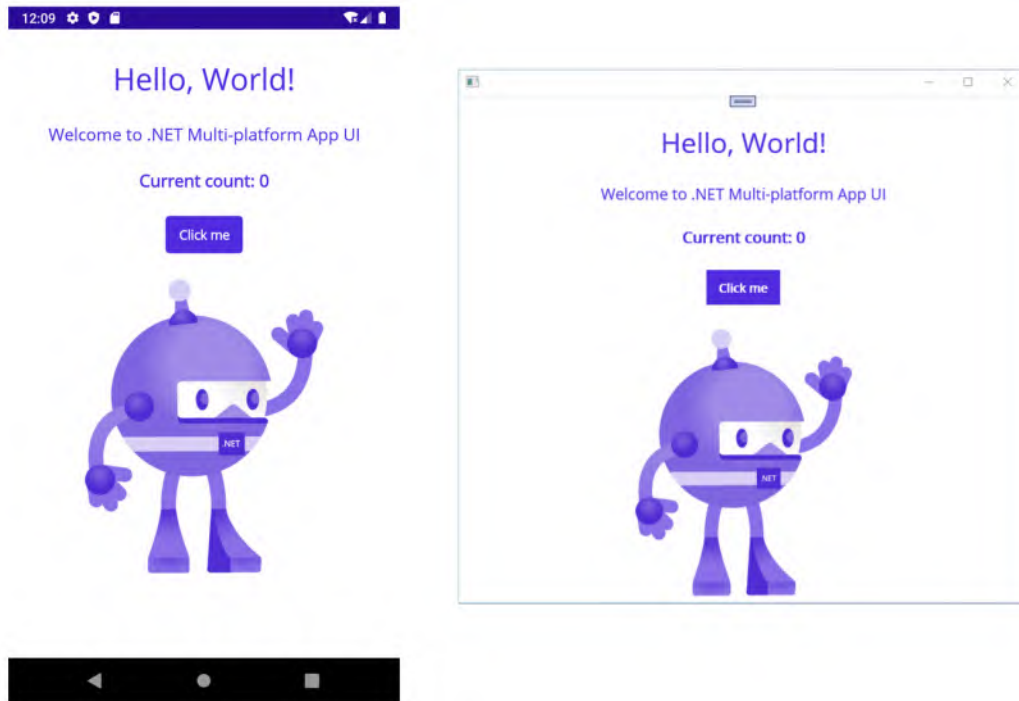 12:09
Hello, World!
Welcome to .NET Multi-platform App UI
Current count: 0
Click me
.NET
Hello, World!
Welcome to .NET Multi-platform App UI
Current count: 0
Click me
.NET